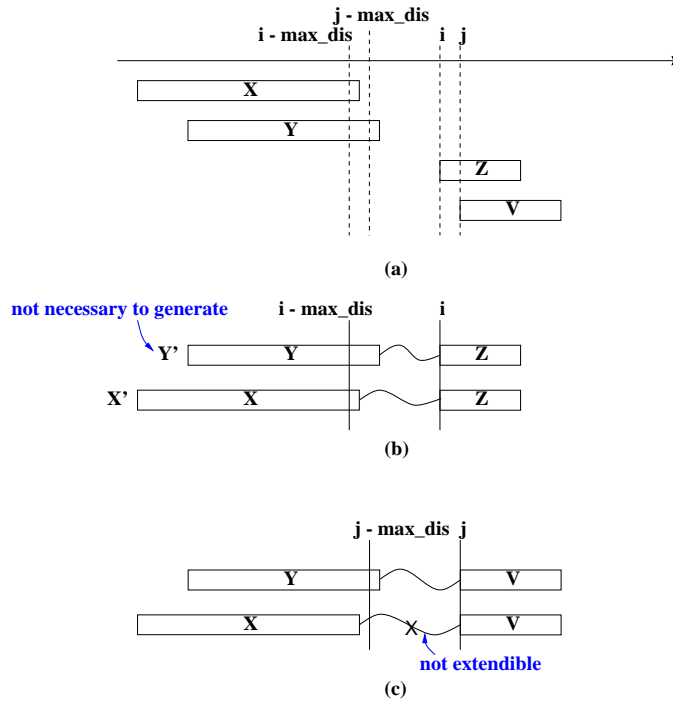 j - max_dis
i - max_dis i j
X
Y
Z
V
(a)
not necessary to generate i - max_dis i
Y' Y Z
X' X Z
(b)
j - max_dis j
Y V
X X V
not extendible
(c)